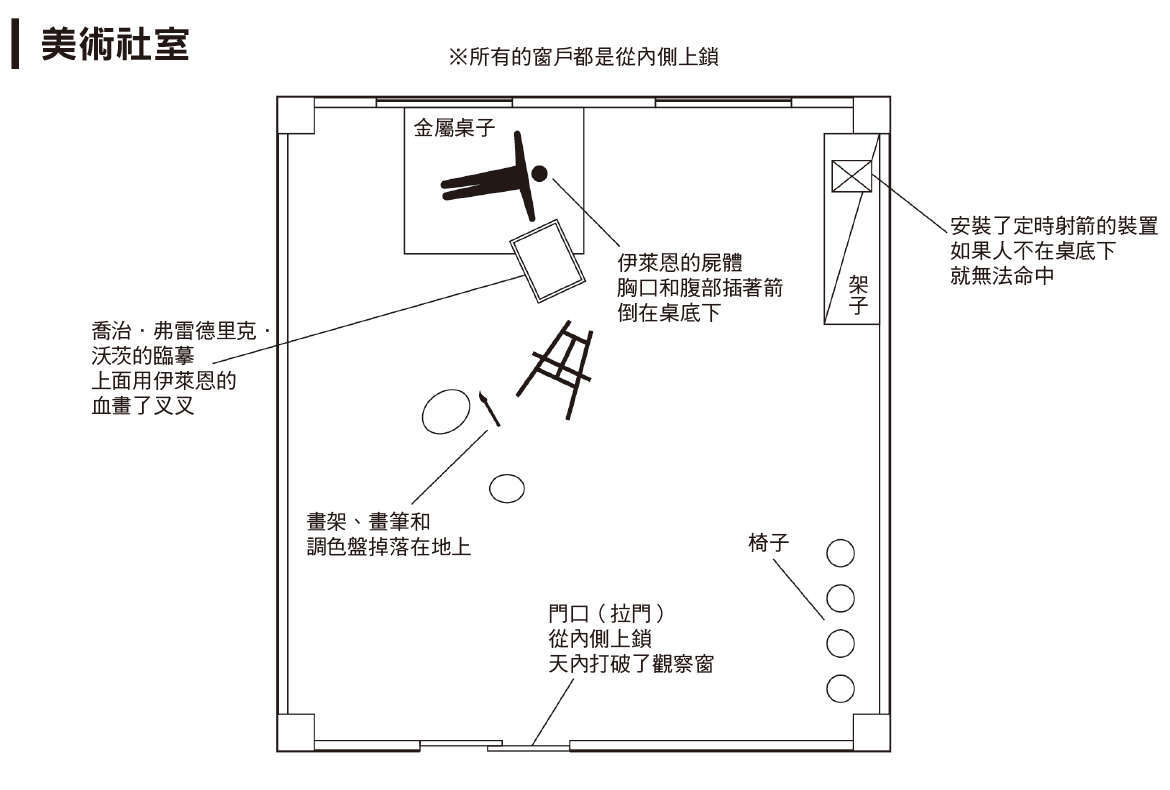 美術社室
※所有的窗戶都是從內側上鎖
金屬桌子
安裝了定時射箭的裝置
如果人不在桌底下
就無法命中
架子
伊萊恩的屍體
胸口和腹部插著箭
倒在桌底下
喬治．弗雷德里克．
沃茨的臨摹
上面用伊萊恩的
血畫了叉叉
畫架、畫筆和
調色盤掉落在地上
椅子
門口（拉門）
從內側上鎖
天內打破了觀察窗